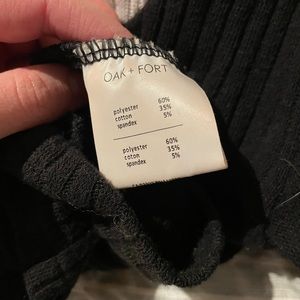 OAK + FORT
polyester 60%
cotton 35%
spandex 5%
polyester 60%
coton 35%
spandex 5%